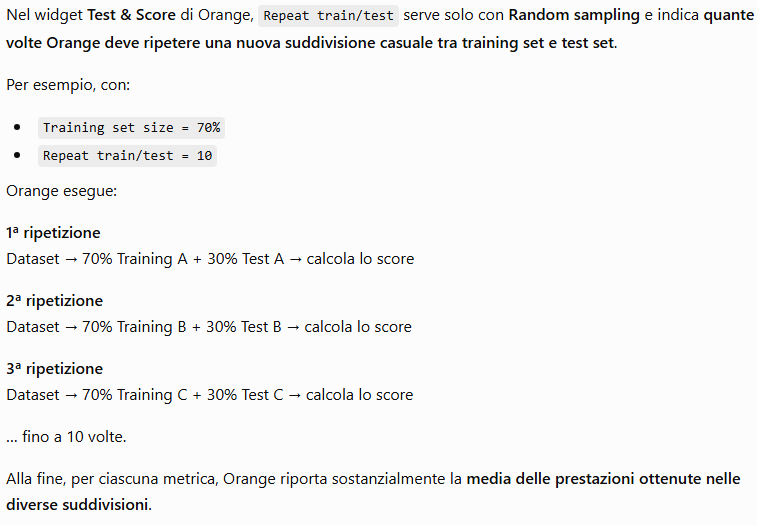 Nel widget Test & Score di Orange, Repeat train/test serve solo con Random sampling e indica quante
volte Orange deve ripetere una nuova suddivisione casuale tra training set e test set.
Per esempio, con:
• Training set size = 70%
• Repeat train/test = 10
Orange esegue:
1ª ripetizione
Dataset → 70% Training A + 30% Test A → calcola lo score
2ª ripetizione
Dataset → 70% Training B + 30% Test B → calcola lo score
3ª ripetizione
Dataset → 70% Training C + 30% Test C → calcola lo score
... fino a 10 volte.
Alla fine, per ciascuna metrica, Orange riporta sostanzialmente la media delle prestazioni ottenute nelle
diverse suddivisioni.